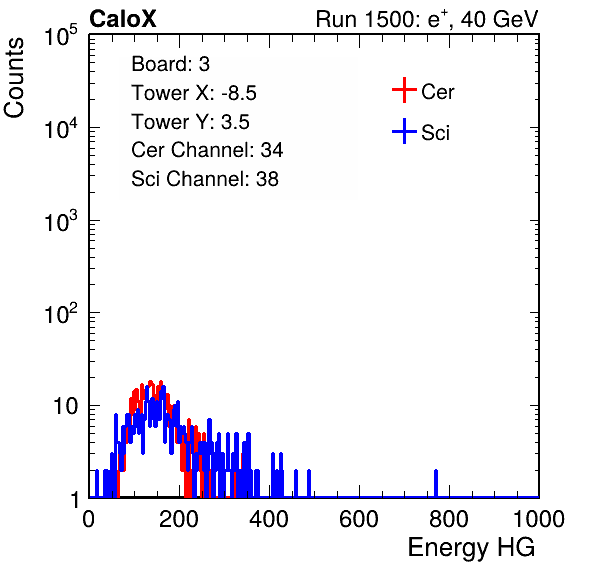 CaloX Run 1500: e+, 40 GeV
Counts
10^5
10^4
10^3
10^2
10
1
Board: 3
Tower X: -8.5
Tower Y: 3.5
Cer Channel: 34
Sci Channel: 38
Cer
Sci
0 200 400 600 800 1000
Energy HG